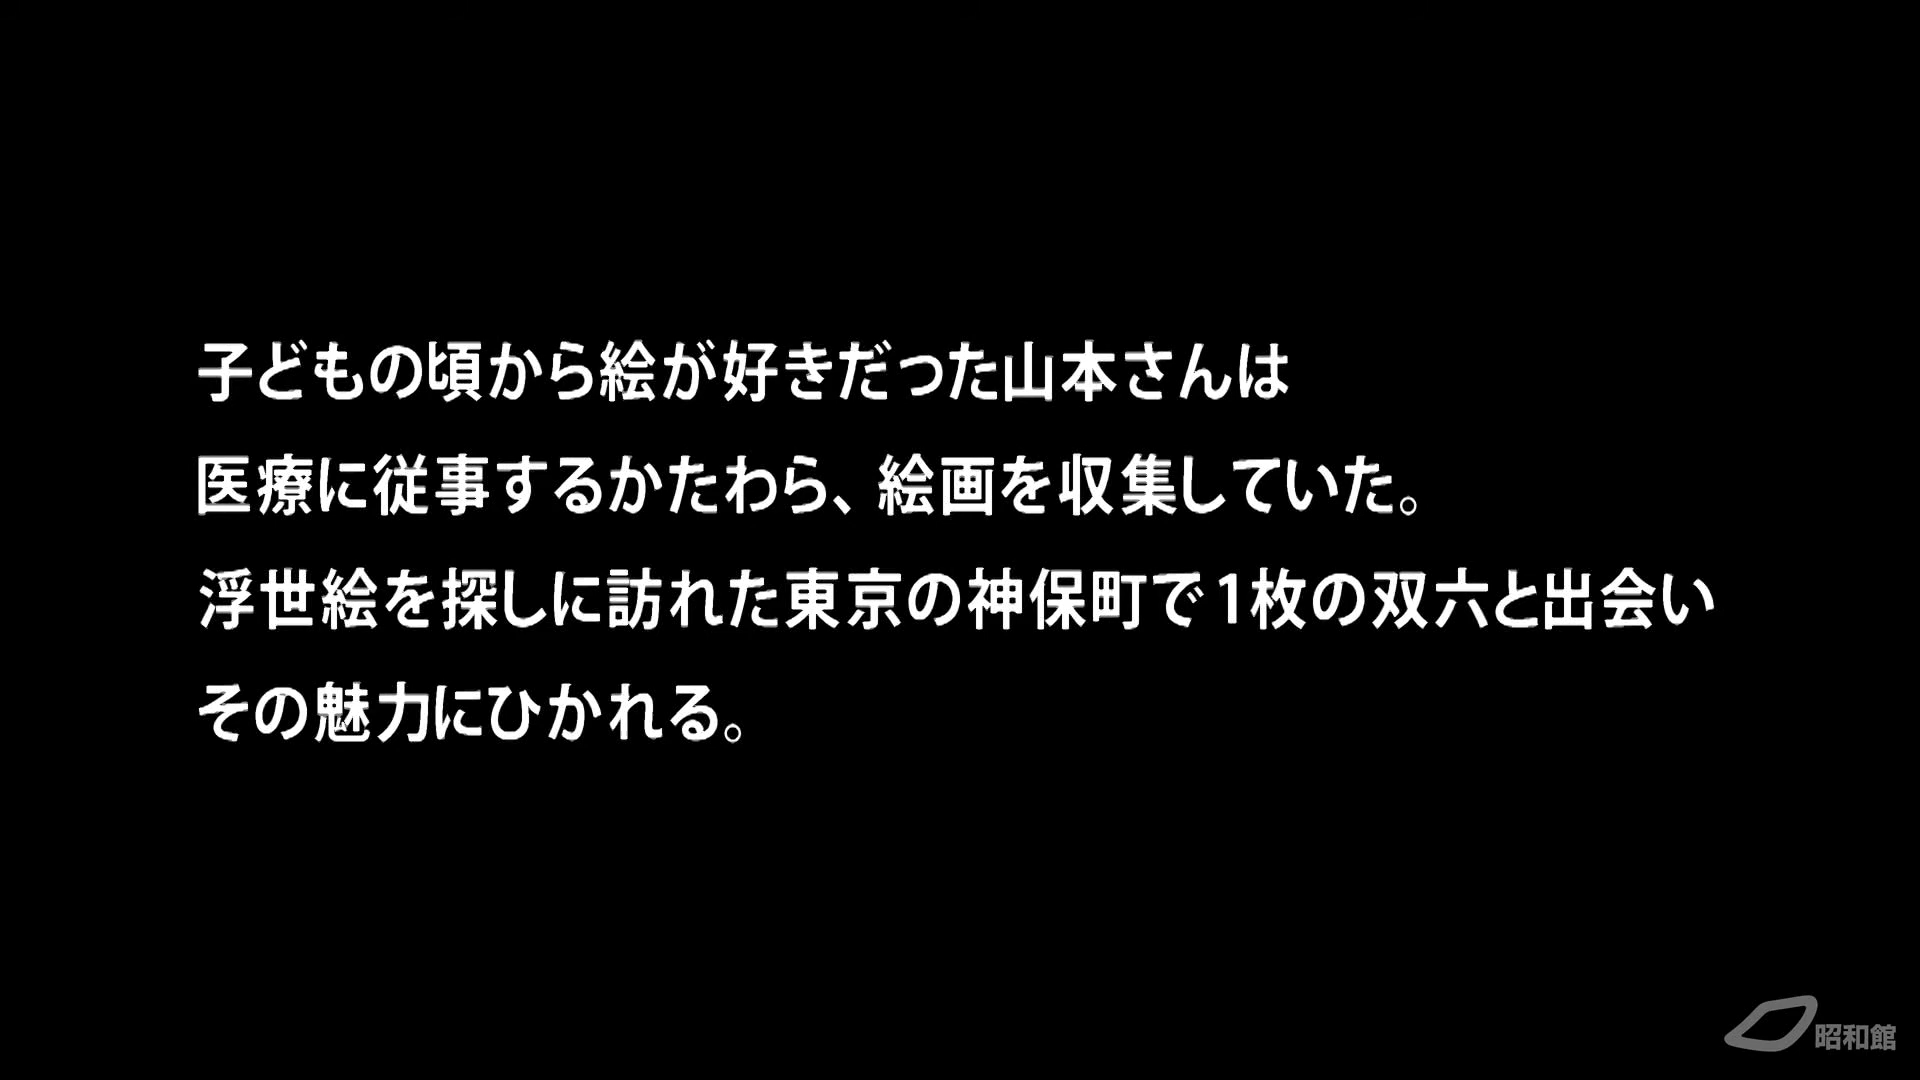 子どもの頃から絵が好きだった山本さんは
医療に従事するかたわら、絵画を収集していた。
浮世絵を探しに訪れた東京の神保町で1枚の双六と出会い
その魅力にひかれる。
昭和館